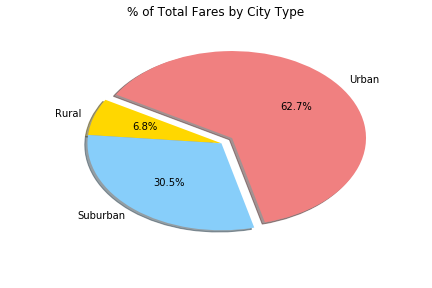 % of Total Fares by City Type
Urban
62.7%
Rural
6.8%
30.5%
Suburban